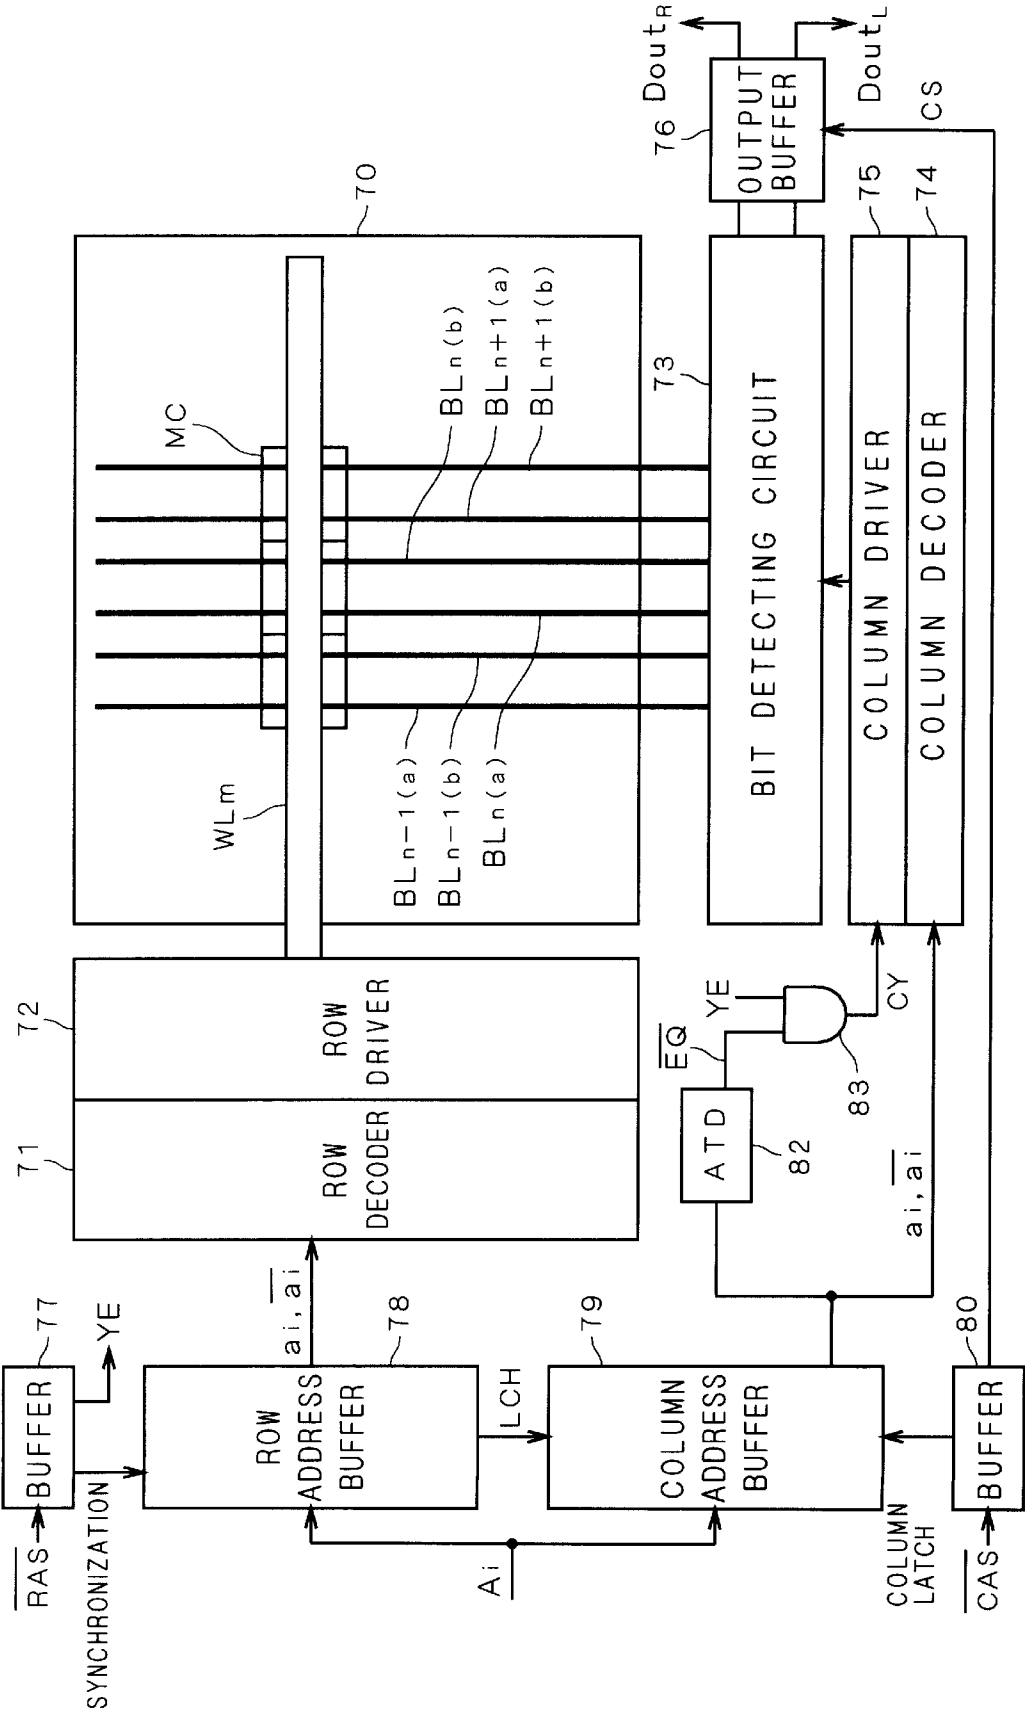 RAS
BUFFER
77
SYNCHRONIZATION
YE
ROW
ADDRESS
BUFFER
78
ai, ai
71
ROW
DECODER
72
ROW
DRIVER
WLm
MC
70
BLn-1(a)
BLn-1(b)
BLn(a)
BLn(b)
BLn+1(a)
BLn+1(b)
Ai
LCH
COLUMN
ADDRESS
BUFFER
79
ATD
82
EQ
YE
83
CY
ai, ai
BIT DETECTING CIRCUIT
73
COLUMN DRIVER
75
COLUMN DECODER
74
OUTPUT
BUFFER
76
DoutR
DoutL
CS
COLUMN
LATCH
CAS
BUFFER
80